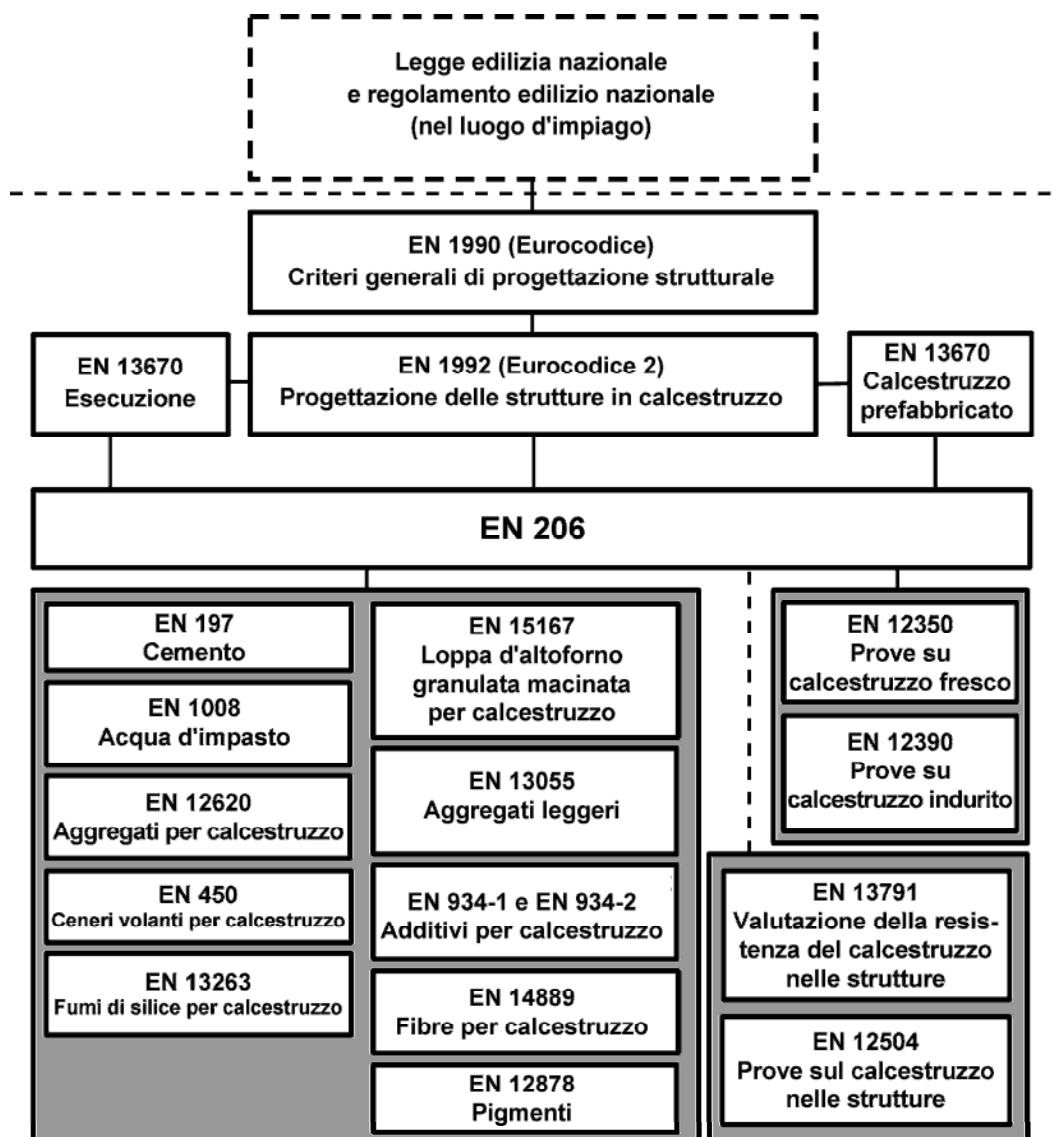 Legge edilizia nazionale
e regolamento edilizio nazionale
(nel luogo d'impiago)
EN 1990 (Eurocodice)
Criteri generali di progettazione strutturale
EN 13670
Esecuzione
EN 1992 (Eurocodice 2)
Progettazione delle strutture in calcestruzzo
EN 13670
Calcestruzzo
prefabbricato
EN 206
EN 197
Cemento
EN 1008
Acqua d'impasto
EN 12620
Aggregati per calcestruzzo
EN 450
Ceneri volanti per calcestruzzo
EN 13263
Fumi di silice per calcestruzzo
EN 15167
Loppa d'altoforno
granulata macinata
per calcestruzzo
EN 13055
Aggregati leggeri
EN 934-1 e EN 934-2
Additivi per calcestruzzo
EN 14889
Fibre per calcestruzzo
EN 12878
Pigmenti
EN 12350
Prove su
calcestruzzo fresco
EN 12390
Prove su
calcestruzzo indurito
EN 13791
Valutazione della resis-
tenza del calcestruzzo
nelle strutture
EN 12504
Prove sul calcestruzzo
nelle strutture